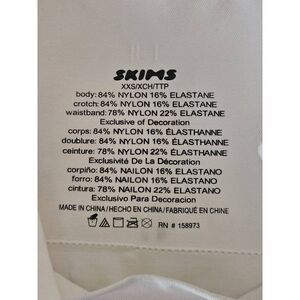 SKIMS
XXS/XCH/TTP
body: 84% NYLON 16% ELASTANE
crotch: 84% NYLON 16% ELASTANE
waistband: 78% NYLON 22% ELASTANE
Exclusive of Decoration
corps: 84% NYLON 16% ÉLASTHANNE
doublure: 84% NYLON 16% ÉLASTHANNE
ceinture: 78% NYLON 22% ÉLASTHANNE
Exclusivité De La Décoration
corpiño: 84% NAILON 16% ELASTANO
forro: 84% NAILON 16% ELASTANO
cintura: 78% NAILON 22% ELASTANO
Exclusivo Para Decoracion
MADE IN CHINA/HECHO EN CHINA/FABRIQUÉ EN CHINE
RN # 158973